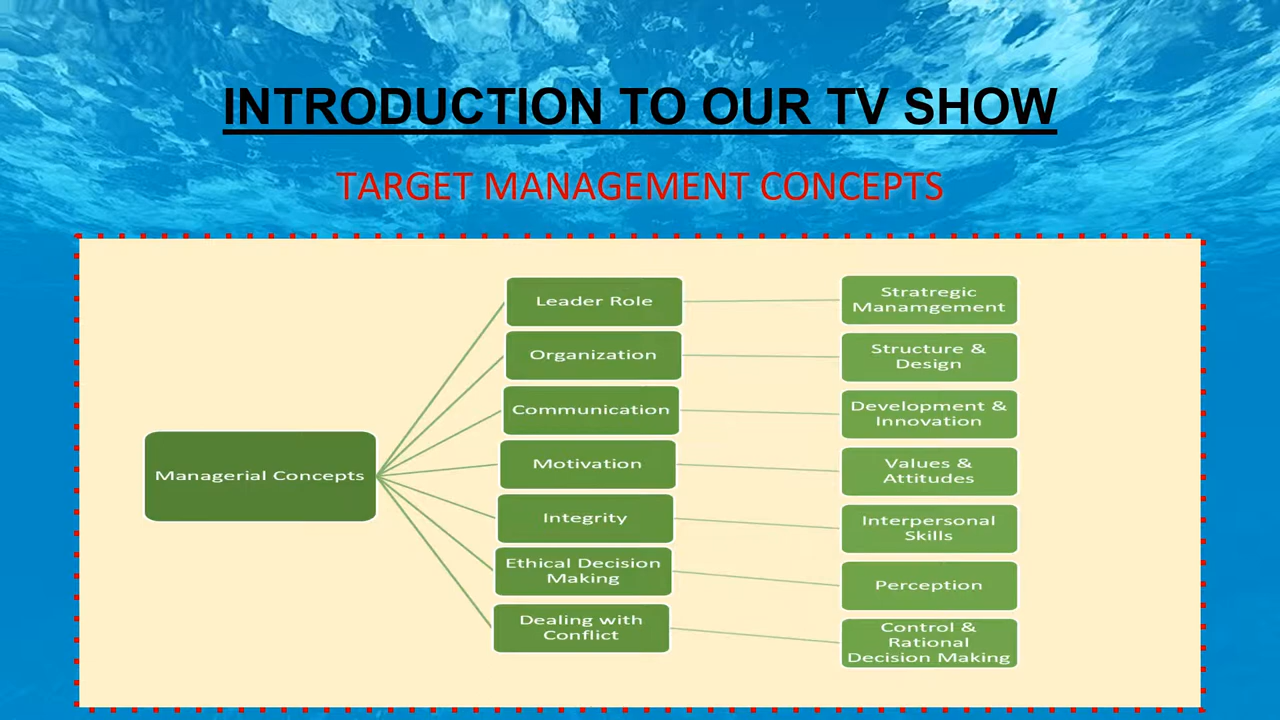 INTRODUCTION TO OUR TV SHOW
TARGET MANAGEMENT CONCEPTS
Managerial Concepts
Leader Role
Stratregic
Manamgement
Organization
Structure &
Design
Communication
Development &
Innovation
Motivation
Values &
Attitudes
Integrity
Interpersonal
Skills
Ethical Decision
Making
Perception
Dealing with
Conflict
Control &
Rational
Decision Making